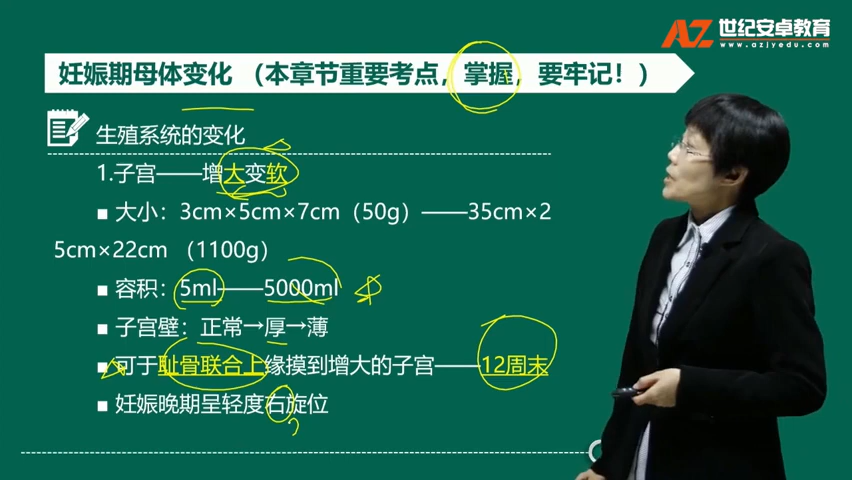 AZ 世纪安卓教育
www.azjyedu.com
妊娠期母体变化 (本章节重要考点，掌握，要牢记！)
生殖系统的变化
1.子宫——增大变软
■ 大小：3cm×5cm×7cm（50g）——35cm×2
5cm×22cm （1100g）
■ 容积：5ml——5000ml
■ 子宫壁：正常→厚→薄
■ 可于耻骨联合上缘摸到增大的子宫——12周末
■ 妊娠晚期呈轻度右旋位